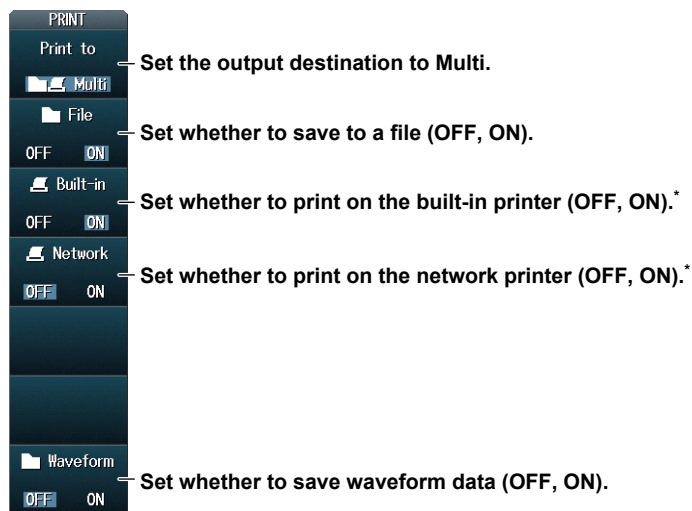 PRINT
Print to
Multi
Set the output destination to Multi.
File
OFF ON
Set whether to save to a file (OFF, ON).
Built-in
OFF ON
Set whether to print on the built-in printer (OFF, ON).*
Network
OFF ON
Set whether to print on the network printer (OFF, ON).*
Waveform
OFF ON
Set whether to save waveform data (OFF, ON).